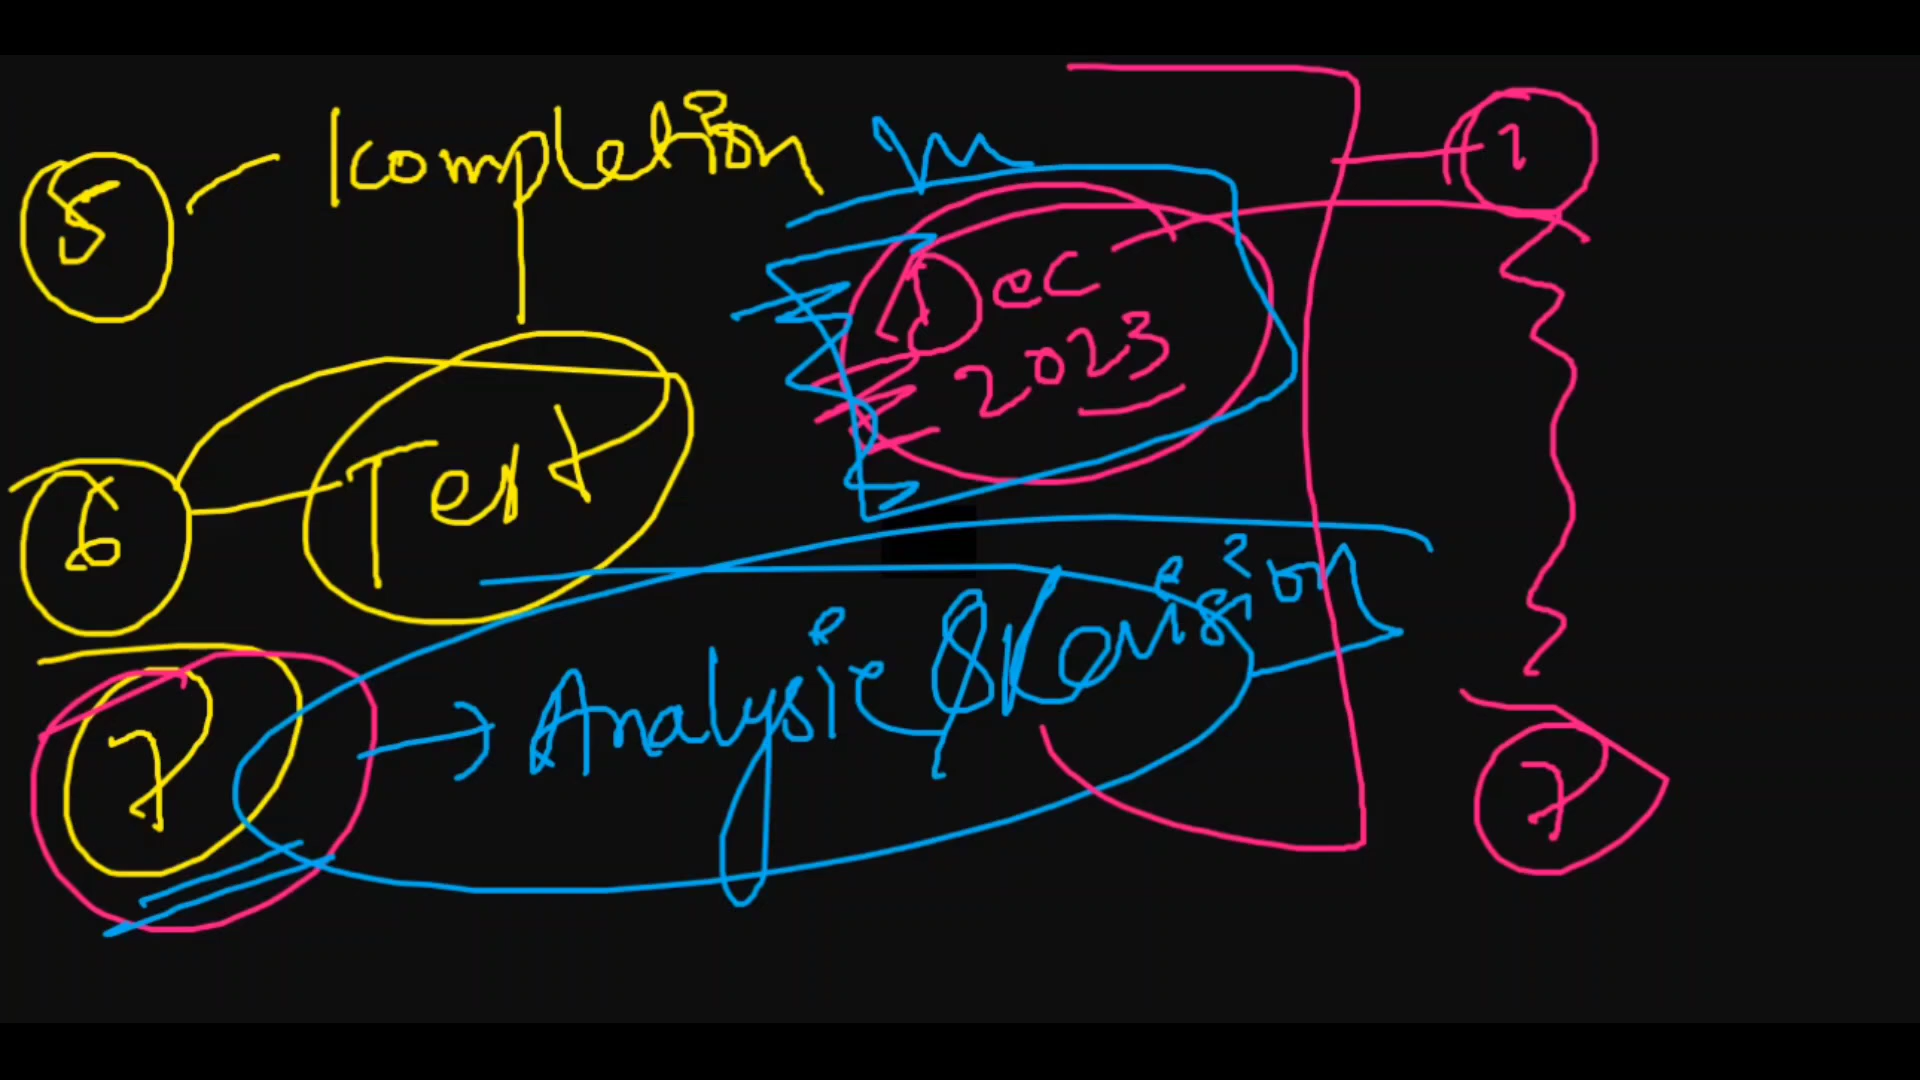 5 - Completion
6 - Test
7 → Analysis & Revision
Dec
2023
1
7